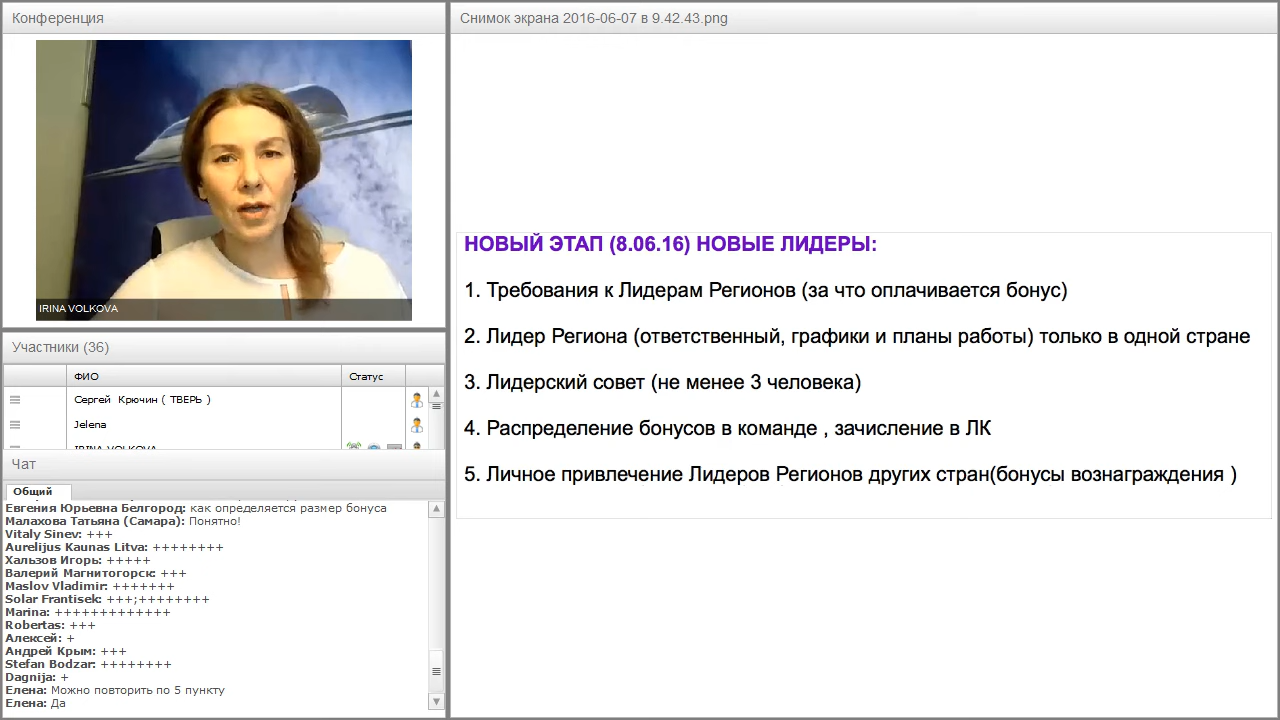 Конференция
IRINA VOLKOVA
Участники (36)
ФИО
Статус
Сергей Крючин ( ТВЕРЬ )
Jelena
IRINA VOLKOVA
Чат
Общий
Евгения Юрьевна Белгород: как определяется размер бонуса
Малахова Татьяна (Самара): Понятно!
Vitaly Sinev: +++
Aurelijus Kaunas Litva: ++++++++
Хальзов Игорь: +++++
Валерий Магнитогорск: +++
Maslov Vladimir: +++++++
Solar Frantisek: +++;++++++++
Marina: +++++++++++++
Robertas: +++
Алексей: +
Андрей Крым: +++
Stefan Bodzar: ++++++++
Dagnija: +
Елена: Можно повторить по 5 пункту
Елена: Да
Снимок экрана 2016-06-07 в 9.42.43.png
НОВЫЙ ЭТАП (8.06.16) НОВЫЕ ЛИДЕРЫ:
1. Требования к Лидерам Регионов (за что оплачивается бонус)
2. Лидер Региона (ответственный, графики и планы работы) только в одной стране
3. Лидерский совет (не менее 3 человека)
4. Распределение бонусов в команде , зачисление в ЛК
5. Личное привлечение Лидеров Регионов других стран(бонусы вознаграждения )